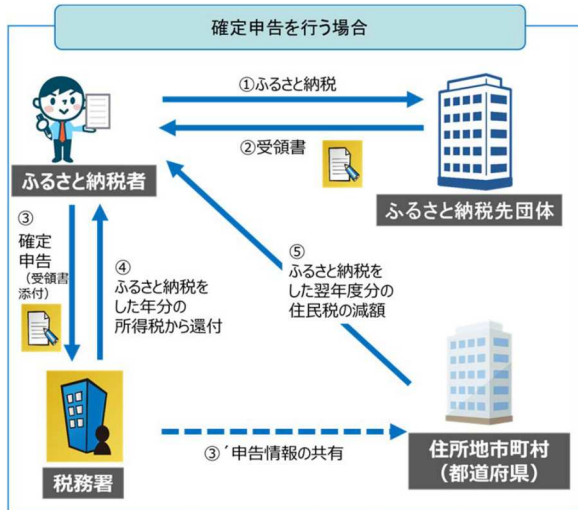 確定申告を行う場合
①ふるさと納税
②受領書
ふるさと納税者
ふるさと納税先団体
③
確定
申告
（受領書
添付）
④
ふるさと納税を
した年分の
所得税から還付
⑤
ふるさと納税を
した翌年度分の
住民税の減額
税務署
③´申告情報の共有
住所地市町村
（都道府県）